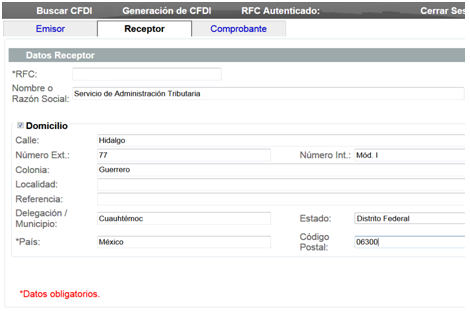 Buscar CFDI Generación de CFDI RFC Autenticado: Cerrar Ses
Emisor Receptor Comprobante
Datos Receptor
*RFC:
Nombre o
Razón Social: Servicio de Administración Tributaria
Domicilio
Calle: Hidalgo
Número Ext.: 77 Número Int.: Mód. I
Colonia: Guerrero
Localidad:
Referencia:
Delegación /
Municipio: Cuauhtémoc Estado: Distrito Federal
*País: México Código
Postal: 06300
*Datos obligatorios.